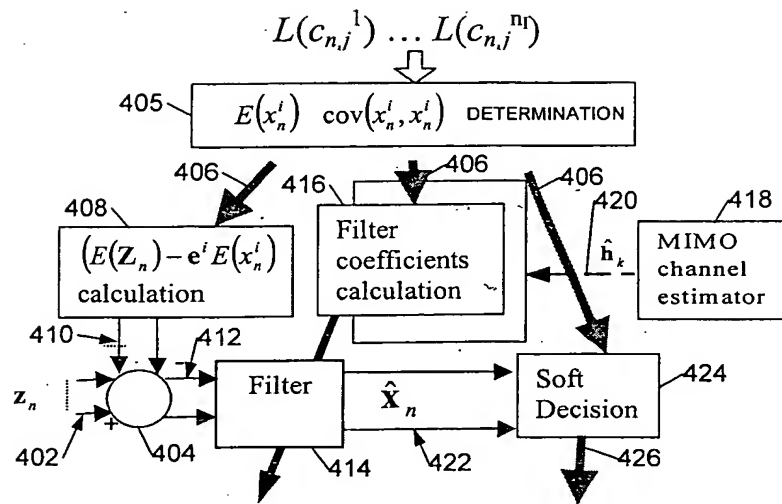 L(c_{n,j}^1) ... L(c_{n,j}^{n_I})
405
E(x_n^i) cov(x_n^i, x_n^i) DETERMINATION
406 416 406 406 420 418
408
(E(Z_n) – e^i E(x_n^i)
calculation
Filter
coefficients
calculation
ĥ_k
MIMO
channel
estimator
410 412
z_n
+
-
402 404
Filter
414
X̂_n
422
Soft
Decision
424
426